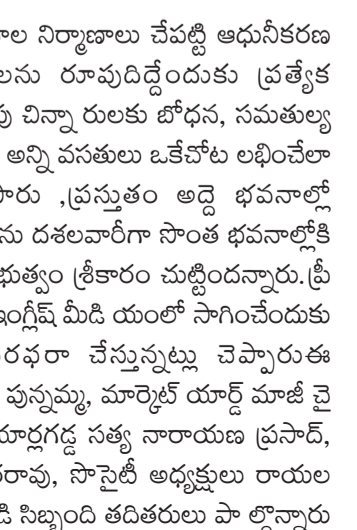 ాల నిర్మాణాలు చేపట్టి ఆధునీకరణ
లను రూపుదిద్దేందుకు ప్రత్యేక
పు చిన్నా రులకు బోధన, సమతుల్య
అన్ని వసతులు ఒకేచోట లభించేలా
పారు ,ప్రస్తుతం అద్దె భవనాల్లో
ను దశలవారీగా సొంత భవనాల్లోకి
భుత్వం శ్రీకారం చుట్టిందన్నారు.ప్రీ
ఇంగ్లీష్ మీడి యంలో సాగించేందుకు
రఫరా చేస్తున్నట్లు చెప్పారుఈ
పున్నమ్మ, మార్కెట్ యార్డ్ మాజీ చై
యార్లగడ్డ సత్య నారాయణ ప్రసాద్,
రరావు, సొసైటీ అధ్యక్షులు రాయల
డి సిబ్బంది తదితరులు పా ల్గొన్నారు